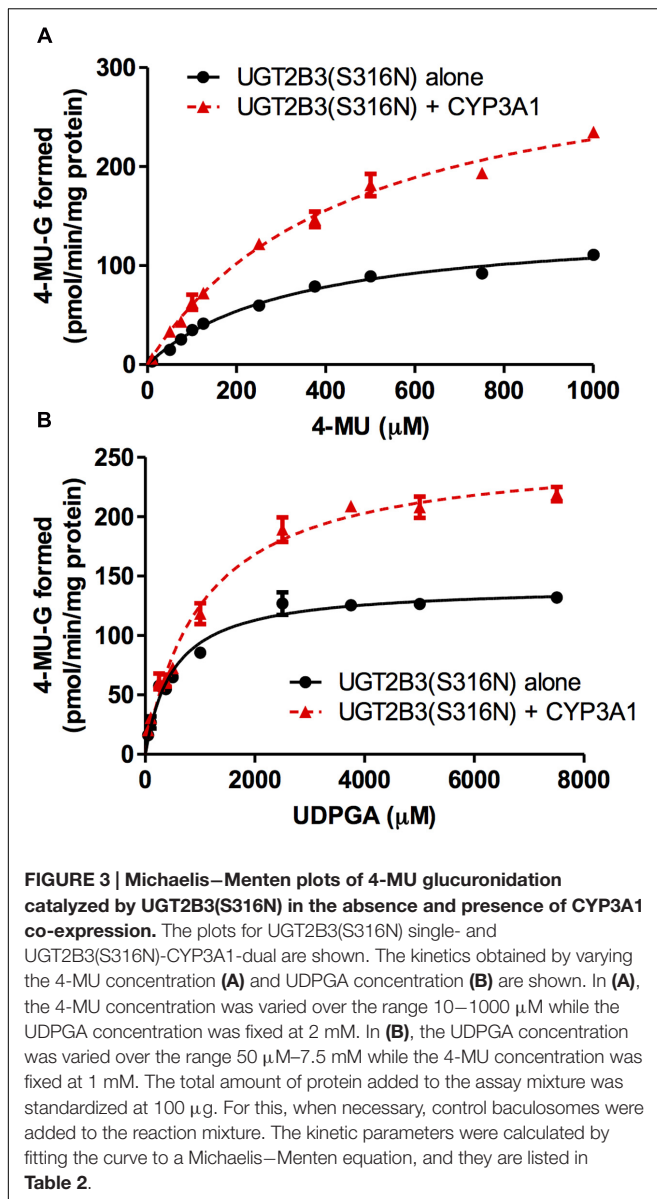 A
300
200
100
0
4-MU-G formed
(pmol/min/mg protein)
UGT2B3(S316N) alone
UGT2B3(S316N) + CYP3A1
0 200 400 600 800 1000
4-MU (μM)
B
250
200
150
100
50
0
4-MU-G formed
(pmol/min/mg protein)
UGT2B3(S316N) alone
UGT2B3(S316N) + CYP3A1
0 2000 4000 6000 8000
UDPGA (μM)
FIGURE 3 | Michaelis–Menten plots of 4-MU glucuronidation
catalyzed by UGT2B3(S316N) in the absence and presence of CYP3A1
co-expression. The plots for UGT2B3(S316N) single- and
UGT2B3(S316N)-CYP3A1-dual are shown. The kinetics obtained by varying
the 4-MU concentration (A) and UDPGA concentration (B) are shown. In (A),
the 4-MU concentration was varied over the range 10–1000 μM while the
UDPGA concentration was fixed at 2 mM. In (B), the UDPGA concentration
was varied over the range 50 μM–7.5 mM while the 4-MU concentration was
fixed at 1 mM. The total amount of protein added to the assay mixture was
standardized at 100 μg. For this, when necessary, control baculosomes were
added to the reaction mixture. The kinetic parameters were calculated by
fitting the curve to a Michaelis–Menten equation, and they are listed in
Table 2.